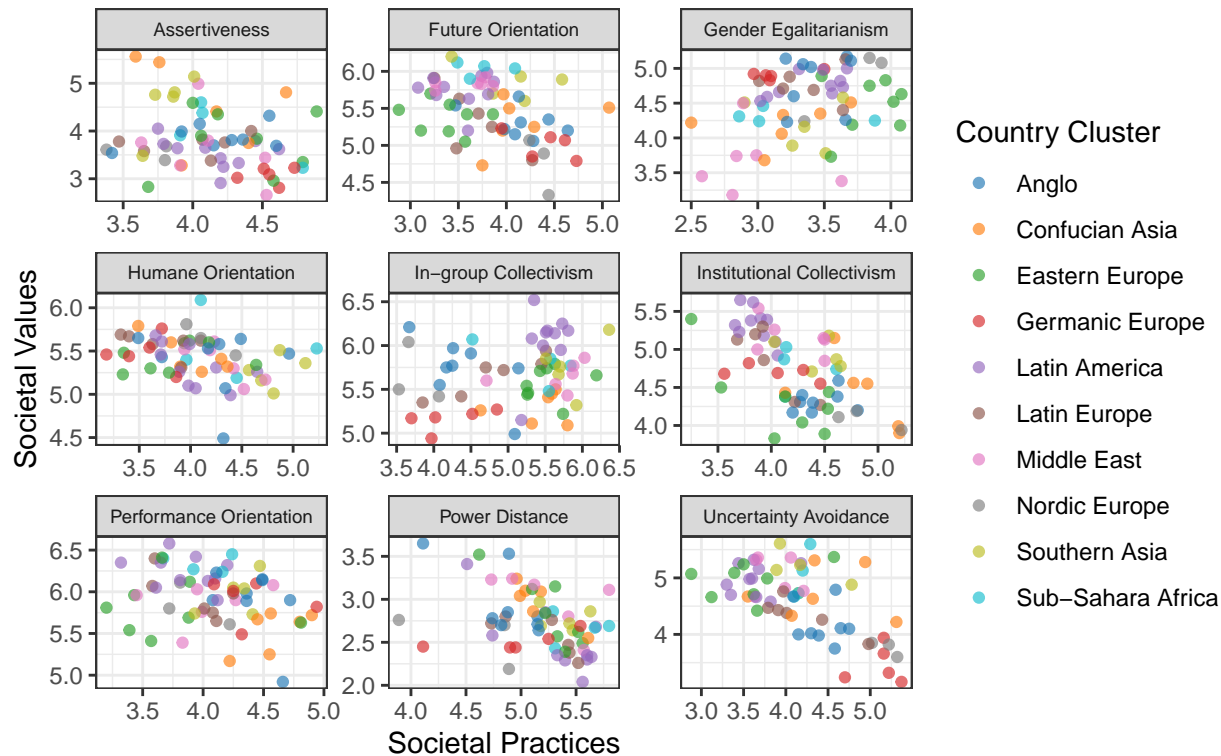 Assertiveness
Future Orientation
Gender Egalitarianism
5
4
3
3.5 4.0 4.5
6.0
5.5
5.0
4.5
3.0 3.5 4.0 4.5 5.0
5.0
4.5
4.0
3.5
2.5 3.0 3.5 4.0
Humane Orientation
In−group Collectivism
Institutional Collectivism
6.0
5.5
5.0
4.5
3.5 4.0 4.5 5.0
6.5
6.0
5.5
5.0
3.5 4.0 4.5 5.0 5.5 6.0 6.5
5.5
5.0
4.5
4.0
3.5 4.0 4.5 5.0
Performance Orientation
Power Distance
Uncertainty Avoidance
6.5
6.0
5.5
5.0
3.5 4.0 4.5 5.0
3.5
3.0
2.5
2.0
4.0 4.5 5.0 5.5
5
4
3.0 3.5 4.0 4.5 5.0
Societal Values
Societal Practices
Country Cluster
Anglo
Confucian Asia
Eastern Europe
Germanic Europe
Latin America
Latin Europe
Middle East
Nordic Europe
Southern Asia
Sub−Sahara Africa